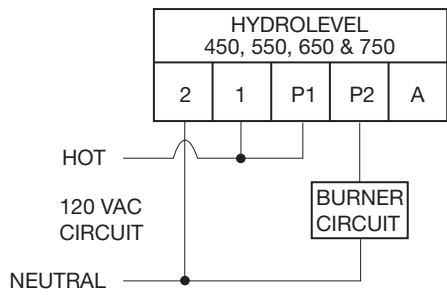 HYDROLEVEL
450, 550, 650 & 750
2 1 P1 P2 A
HOT
120 VAC
CIRCUIT
BURNER
CIRCUIT
NEUTRAL